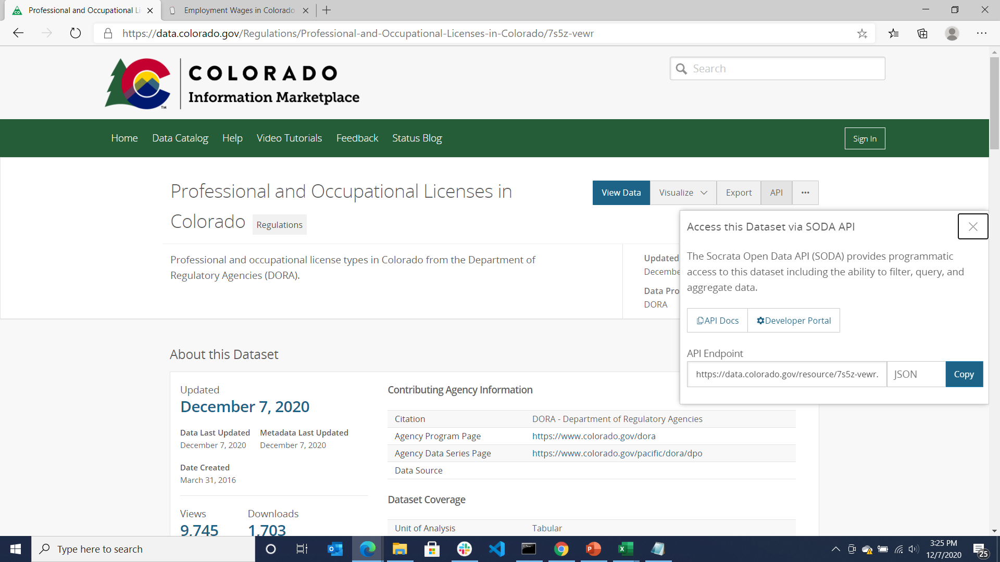 Professional and Occupational Li
Employment Wages in Colorado
https://data.colorado.gov/Regulations/Professional-and-Occupational-Licenses-in-Colorado/7s5z-vewr
CO
TM
COLORADO
Information Marketplace
Search
Home
Data Catalog
Help
Video Tutorials
Feedback
Status Blog
Sign In
Professional and Occupational Licenses in
Colorado
Regulations
View Data
Visualize
Export
API
Professional and occupational license types in Colorado from the Department of
Regulatory Agencies (DORA).
Updated
Decembe
Data Pro
DORA
Access this Dataset via SODA API
The Socrata Open Data API (SODA) provides programmatic
access to this dataset including the ability to filter, query, and
aggregate data.
API Docs
Developer Portal
API Endpoint
https://data.colorado.gov/resource/7s5z-vewr.
JSON
Copy
About this Dataset
Updated
December 7, 2020
Data Last Updated
December 7, 2020
Metadata Last Updated
December 7, 2020
Date Created
March 31, 2016
Views
9,745
Downloads
1,703
Contributing Agency Information
Citation DORA - Department of Regulatory Agencies
Agency Program Page https://www.colorado.gov/dora
Agency Data Series Page https://www.colorado.gov/pacific/dora/dpo
Data Source
Dataset Coverage
Unit of Analysis Tabular
Type here to search
3:25 PM
12/7/2020
25